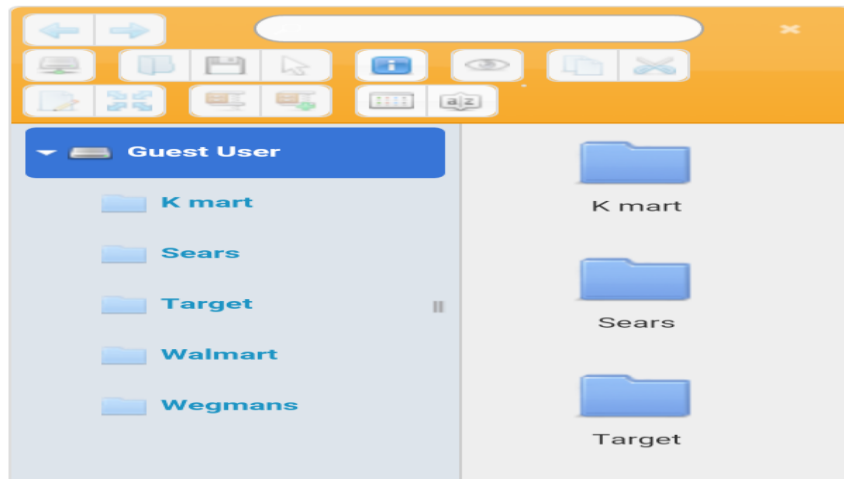 a z
Guest User
K mart
Sears
Target
Walmart
Wegmans
K mart
Sears
Target